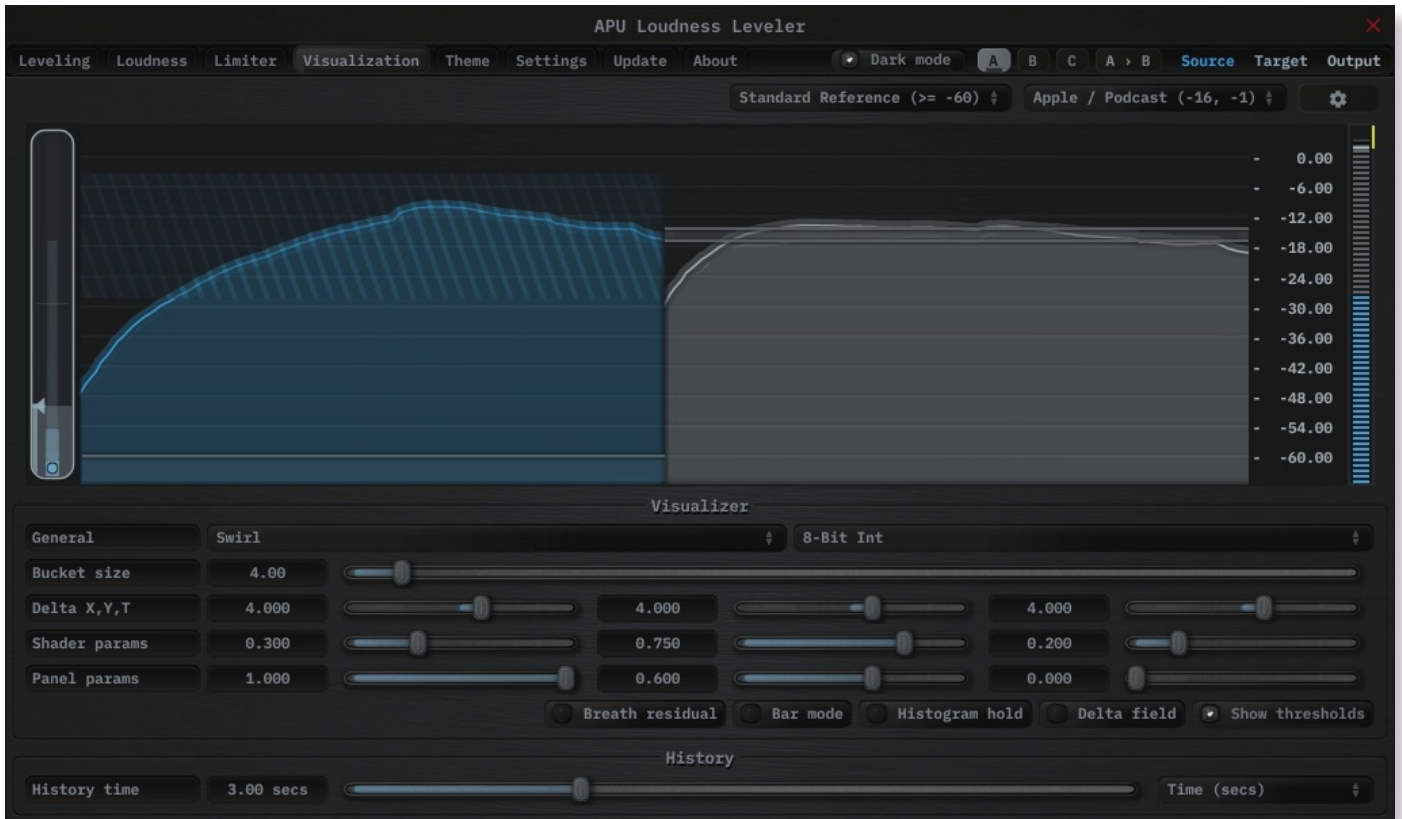 APU Loudness Leveler
Leveling Loudness Limiter Visualization Theme Settings Update About Dark mode A B C A › B Source Target Output
Standard Reference (>= -60) Apple / Podcast (-16, -1)
- 0.00
- -6.00
- -12.00
- -18.00
- -24.00
- -30.00
- -36.00
- -42.00
- -48.00
- -54.00
- -60.00
Visualizer
General Swirl 8-Bit Int
Bucket size 4.00
Delta X,Y,T 4.000 4.000 4.000
Shader params 0.300 0.750 0.200
Panel params 1.000 0.600 0.000
Breath residual Bar mode Histogram hold Delta field Show thresholds
History
History time 3.00 secs Time (secs)